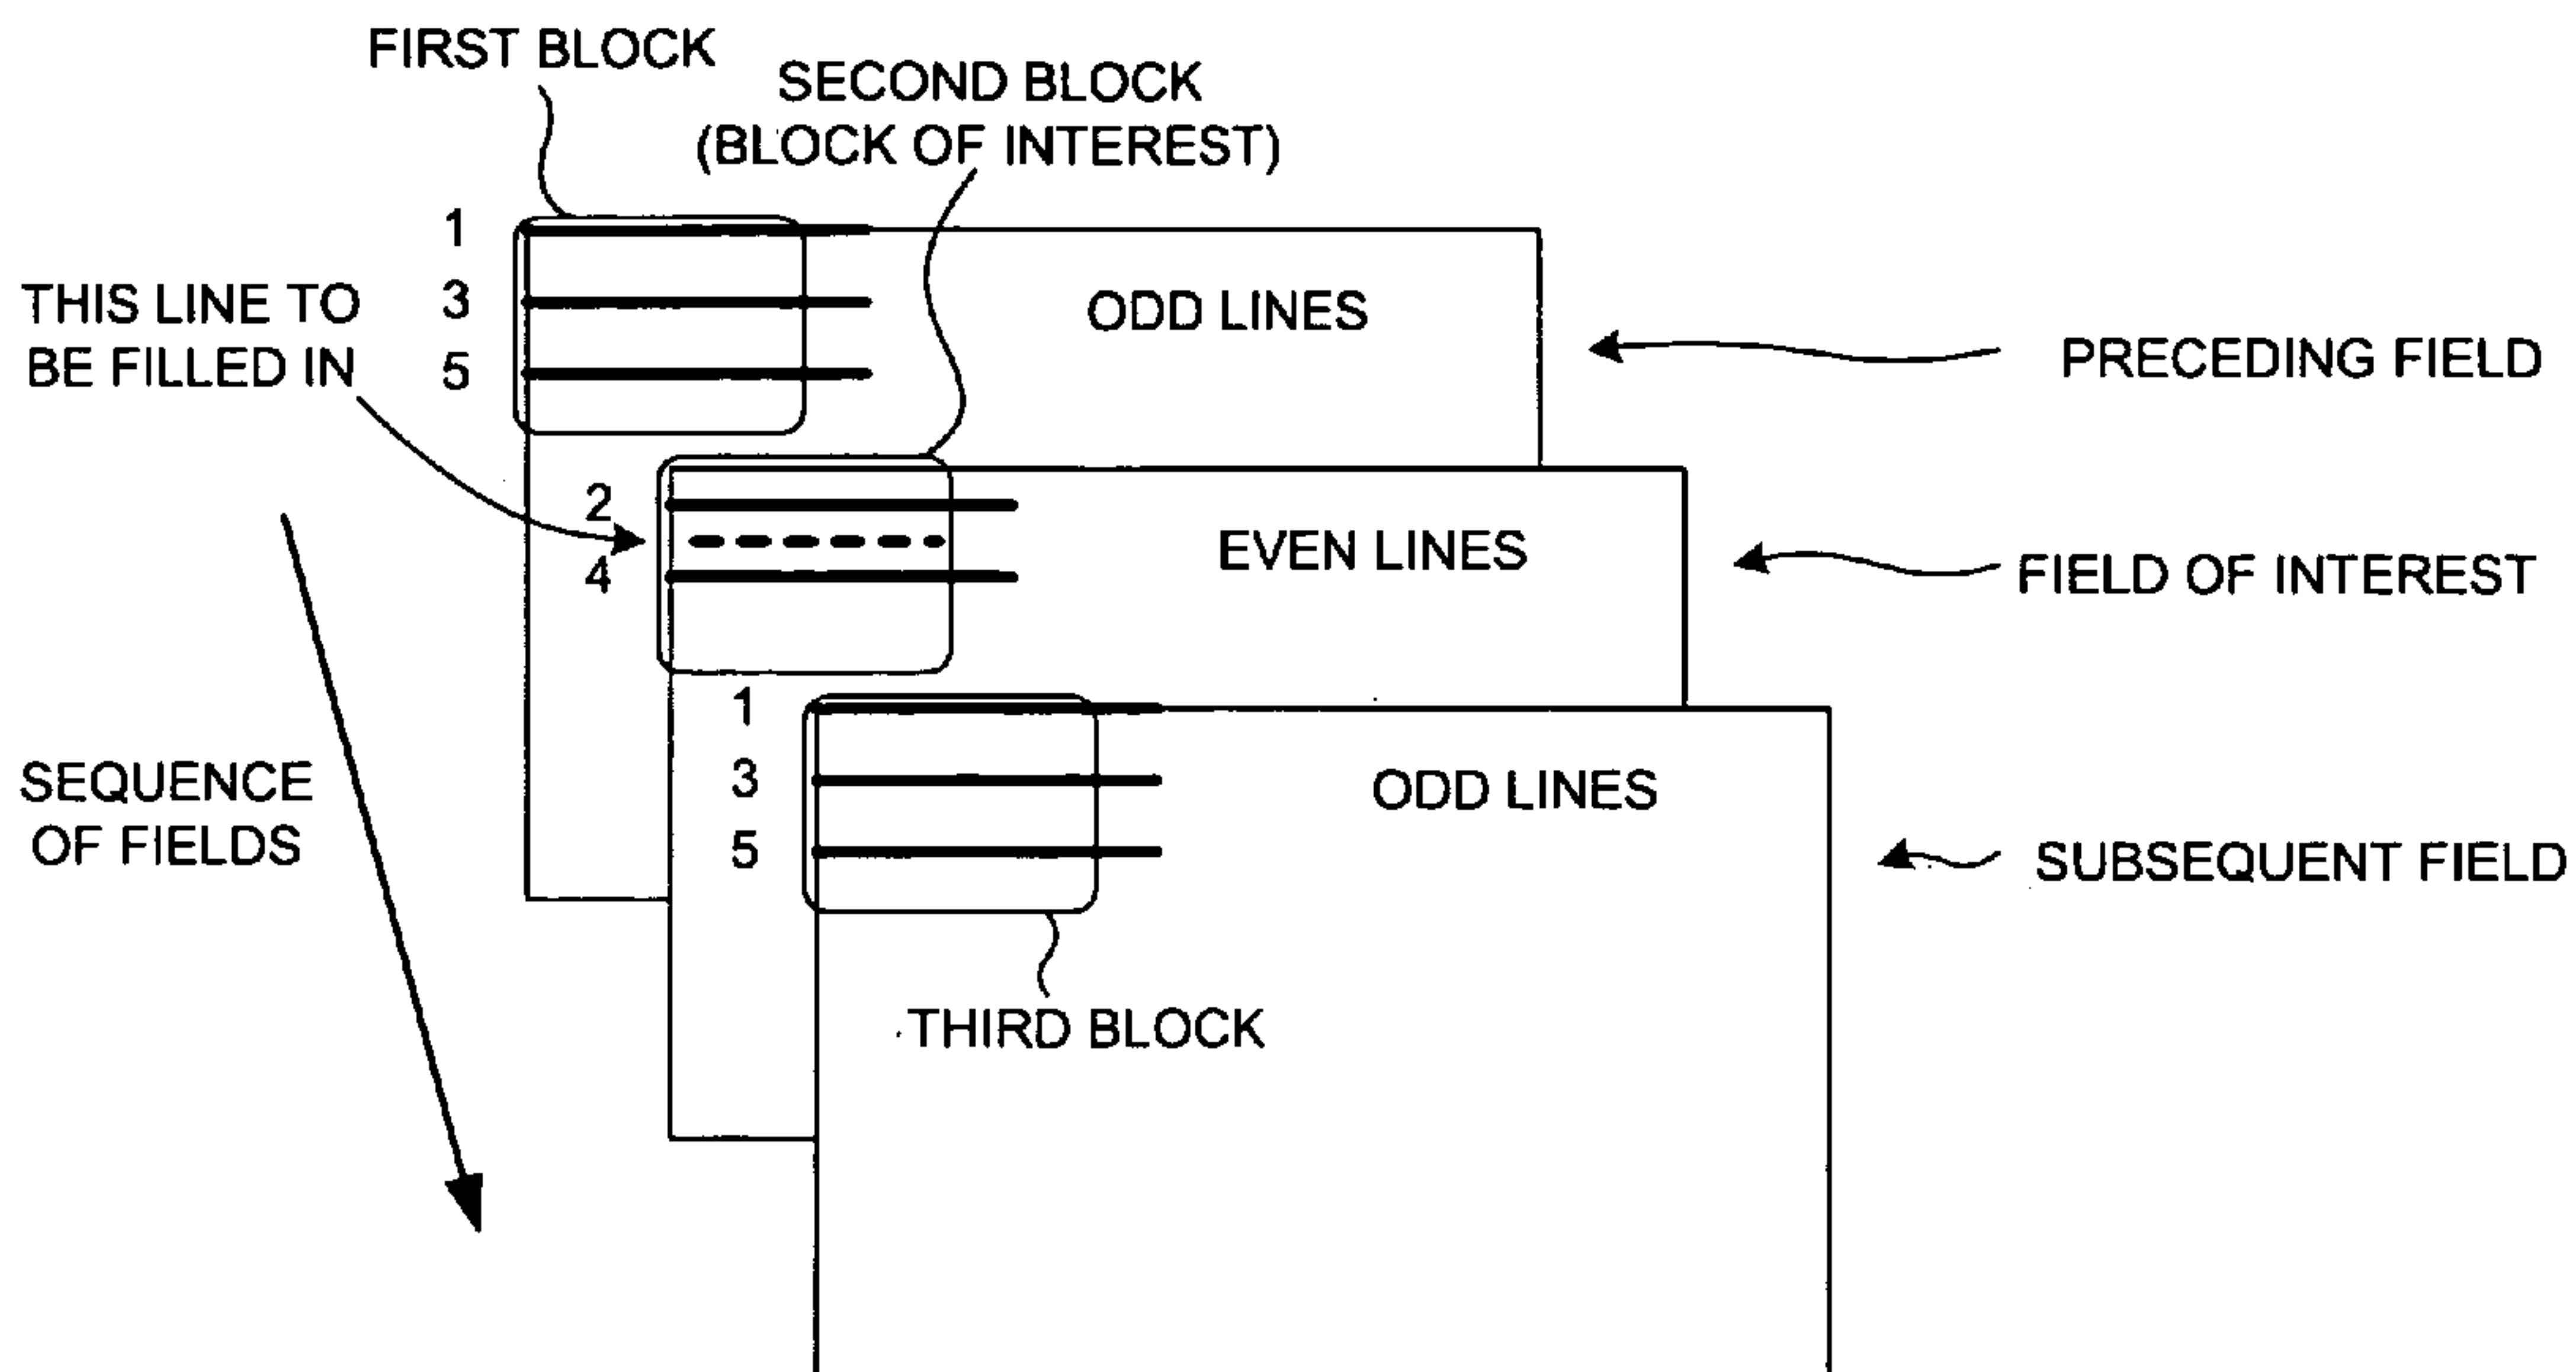 FIRST BLOCK
SECOND BLOCK
(BLOCK OF INTEREST)
1
3
5
THIS LINE TO
BE FILLED IN
ODD LINES
PRECEDING FIELD
2
4
EVEN LINES
FIELD OF INTEREST
1
3
5
SEQUENCE
OF FIELDS
ODD LINES
SUBSEQUENT FIELD
THIRD BLOCK